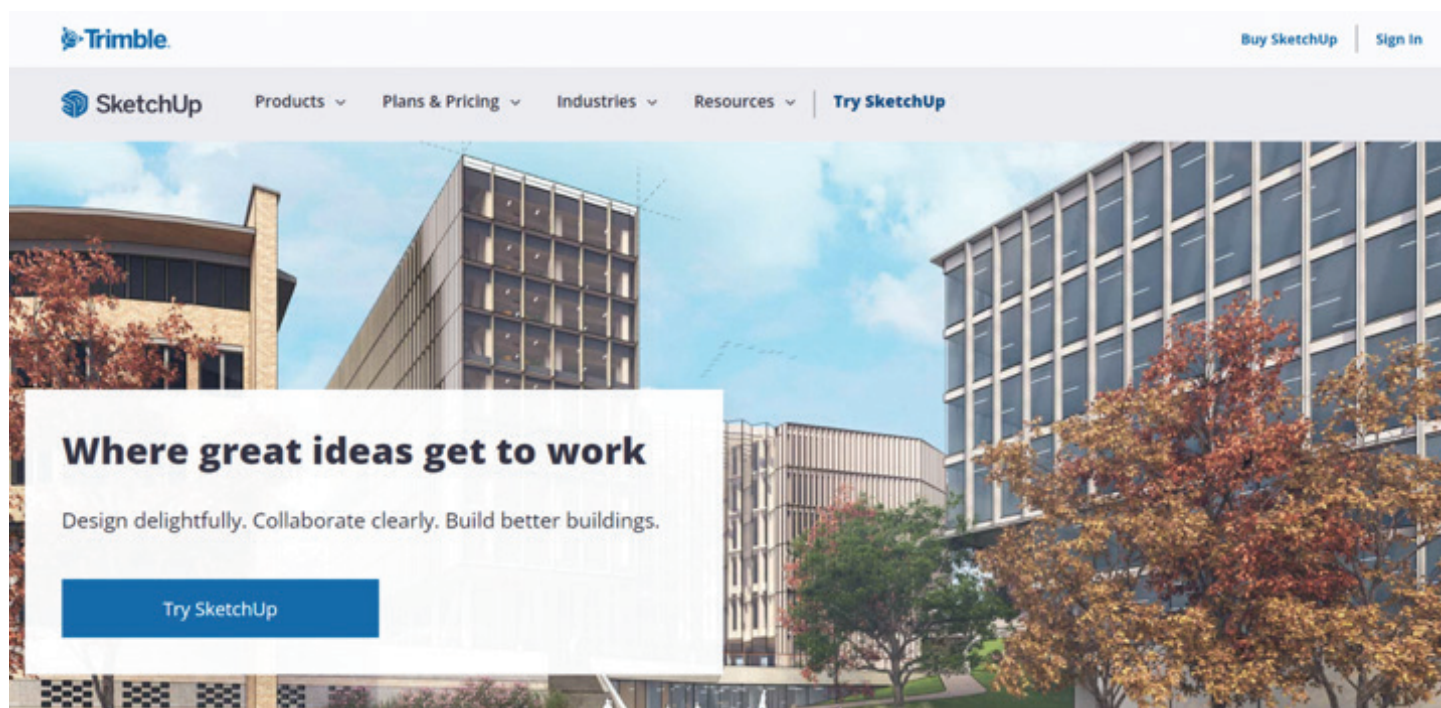 Trimble.
Buy SketchUp
Sign In
SketchUp
Products
Plans & Pricing
Industries
Resources
Try SketchUp
Where great ideas get to work
Design delightfully. Collaborate clearly. Build better buildings.
Try SketchUp